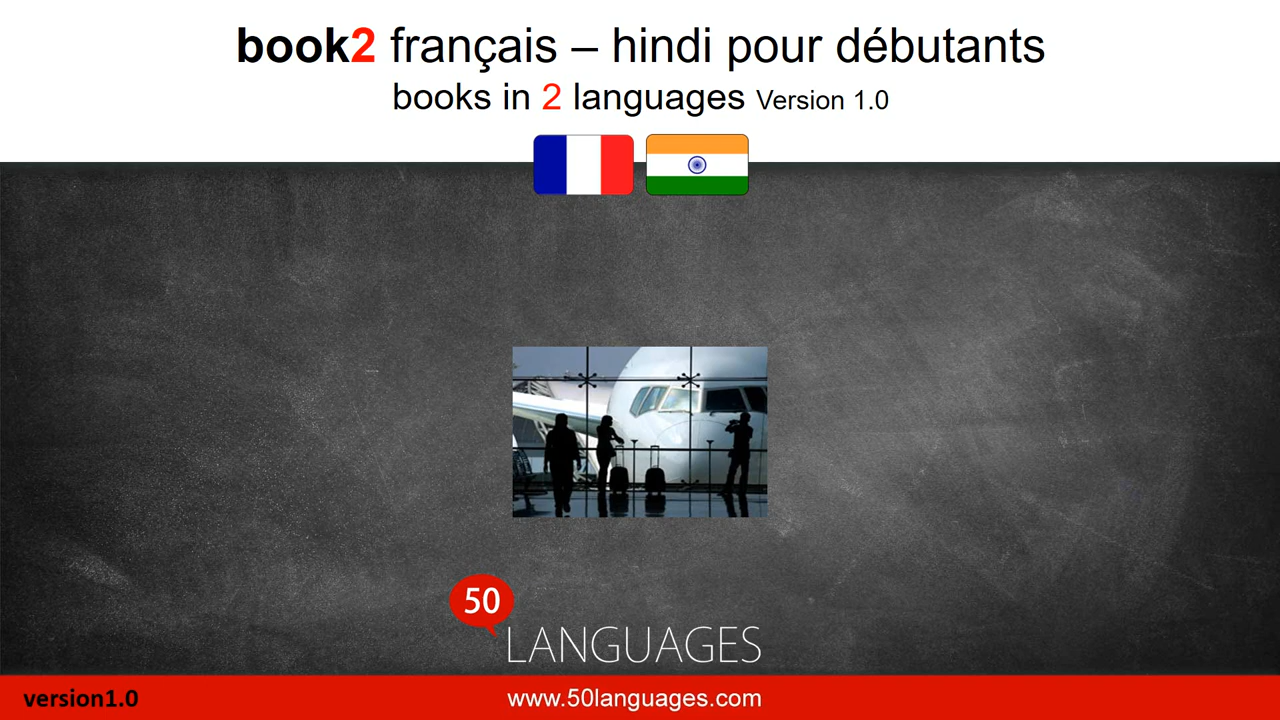 book2 français – hindi pour débutants
books in 2 languages Version 1.0
50
LANGUAGES
version1.0
www.50languages.com